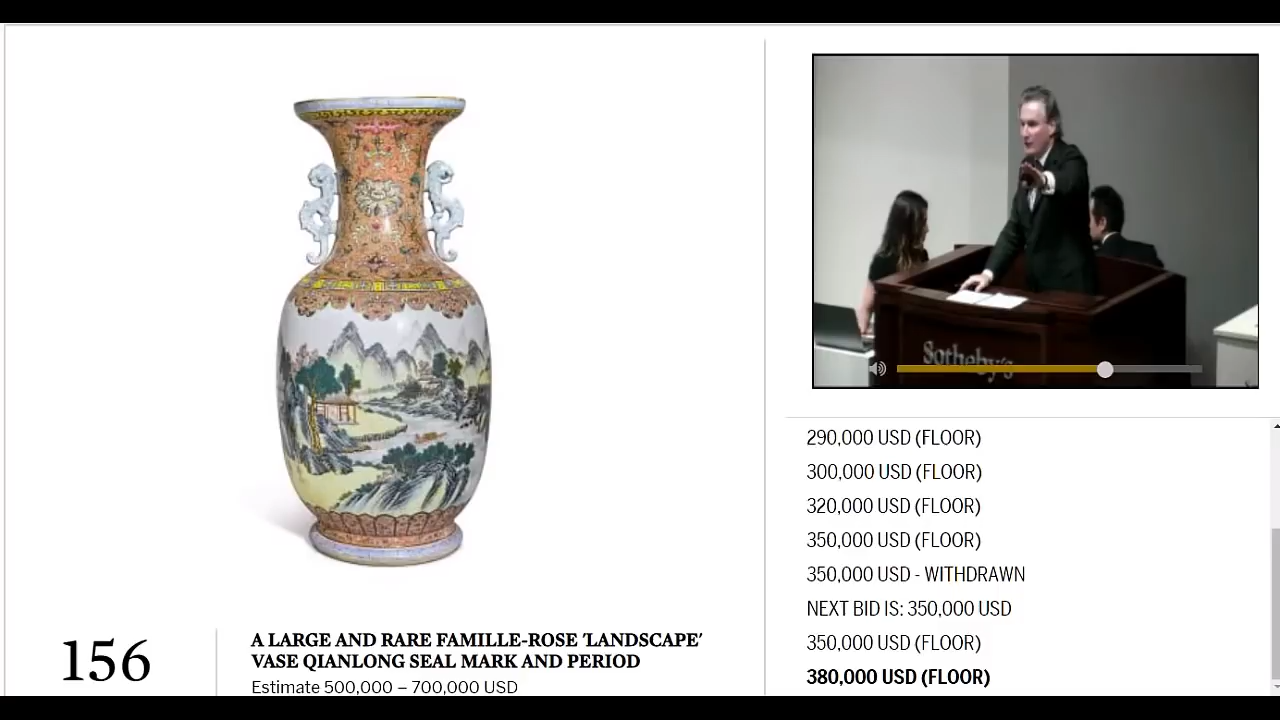 Sotheby's
290,000 USD (FLOOR)
300,000 USD (FLOOR)
320,000 USD (FLOOR)
350,000 USD (FLOOR)
350,000 USD - WITHDRAWN
NEXT BID IS: 350,000 USD
350,000 USD (FLOOR)
380,000 USD (FLOOR)
156
A LARGE AND RARE FAMILLE-ROSE 'LANDSCAPE'
VASE QIANLONG SEAL MARK AND PERIOD
Estimate 500,000 – 700,000 USD